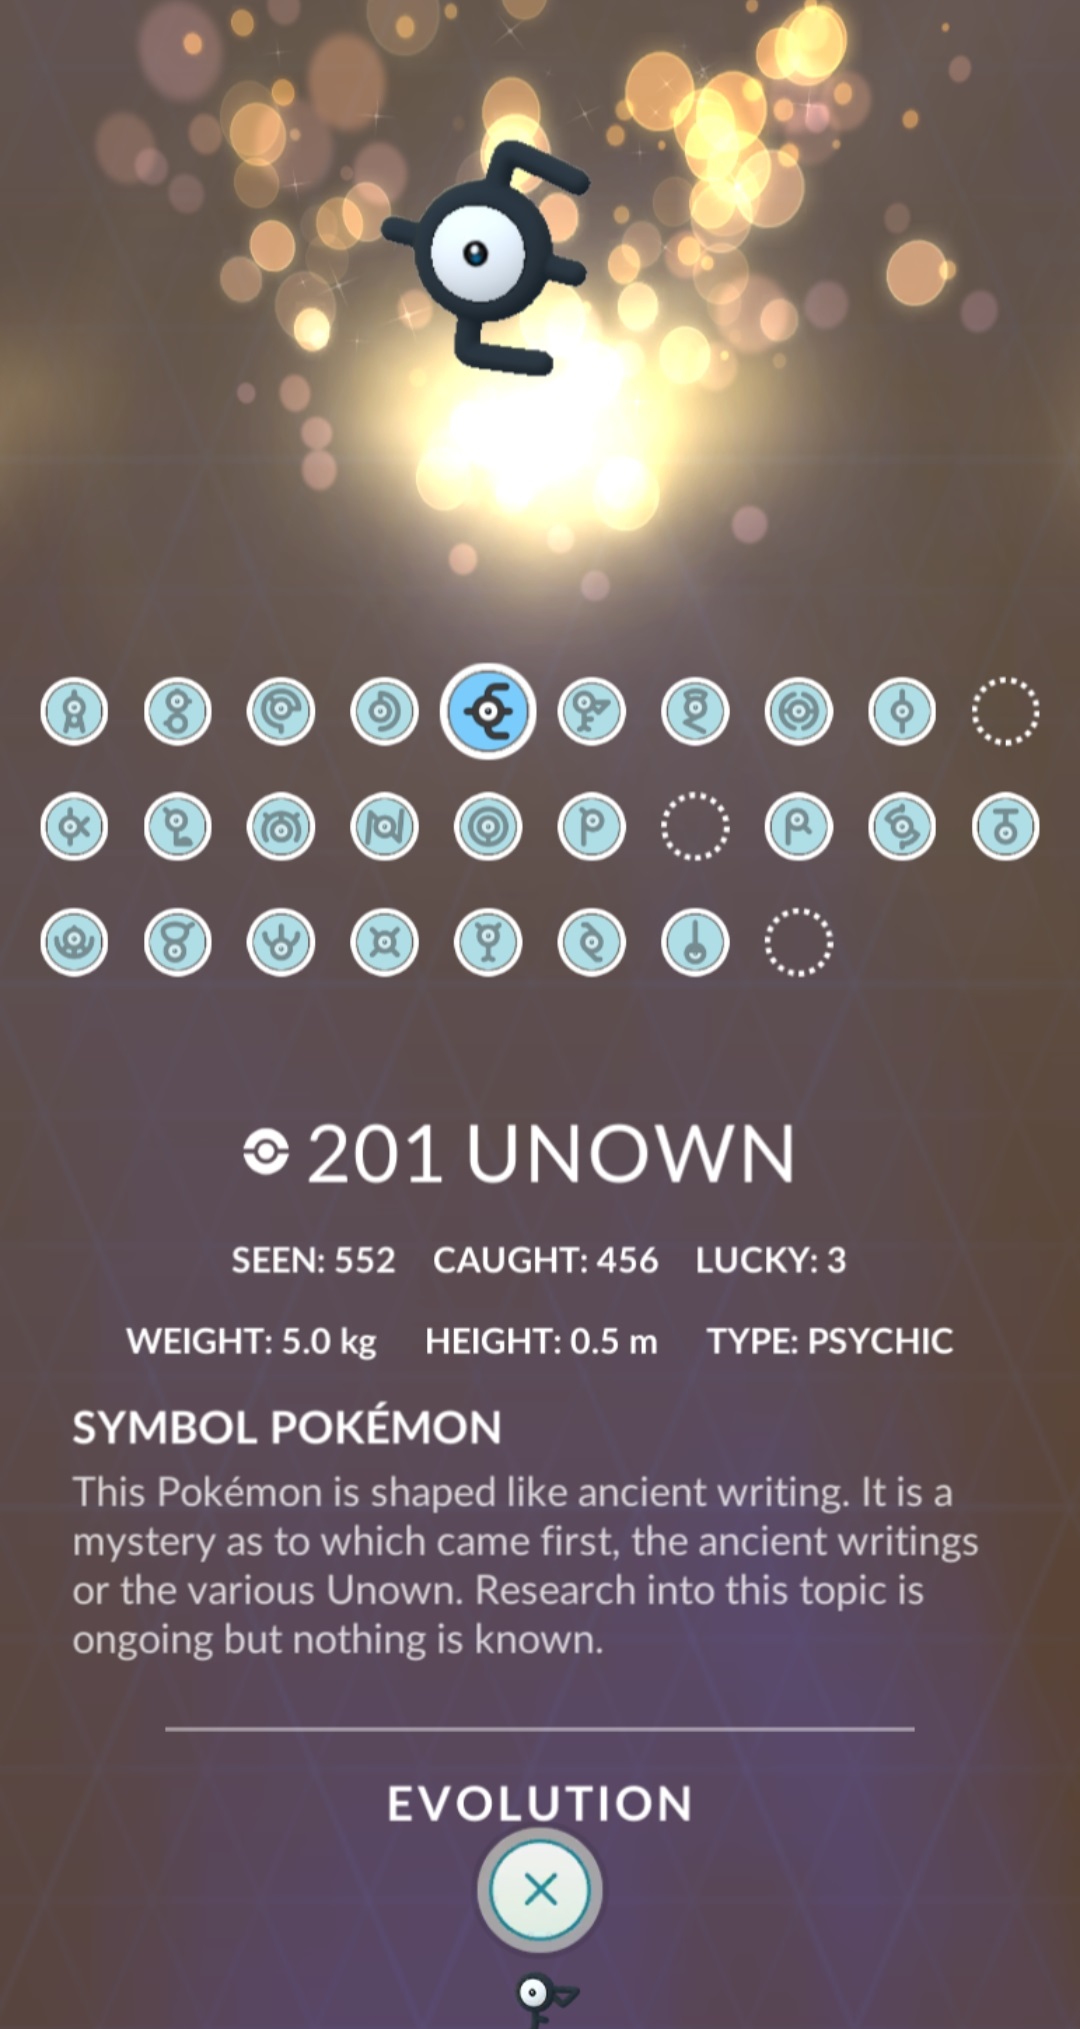 201 UNOWN
SEEN: 552 CAUGHT: 456 LUCKY: 3
WEIGHT: 5.0 kg HEIGHT: 0.5 m TYPE: PSYCHIC
SYMBOL POKÉMON
This Pokémon is shaped like ancient writing. It is a
mystery as to which came first, the ancient writings
or the various Unown. Research into this topic is
ongoing but nothing is known.
EVOLUTION